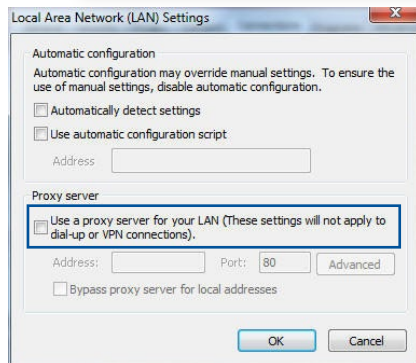 Local Area Network (LAN) Settings
Automatic configuration
Automatic configuration may override manual settings. To ensure the
use of manual settings, disable automatic configuration.
Automatically detect settings
Use automatic configuration script
Address
Proxy server
Use a proxy server for your LAN (These settings will not apply to
dial-up or VPN connections).
Address: Port: 80 Advanced
Bypass proxy server for local addresses
OK Cancel